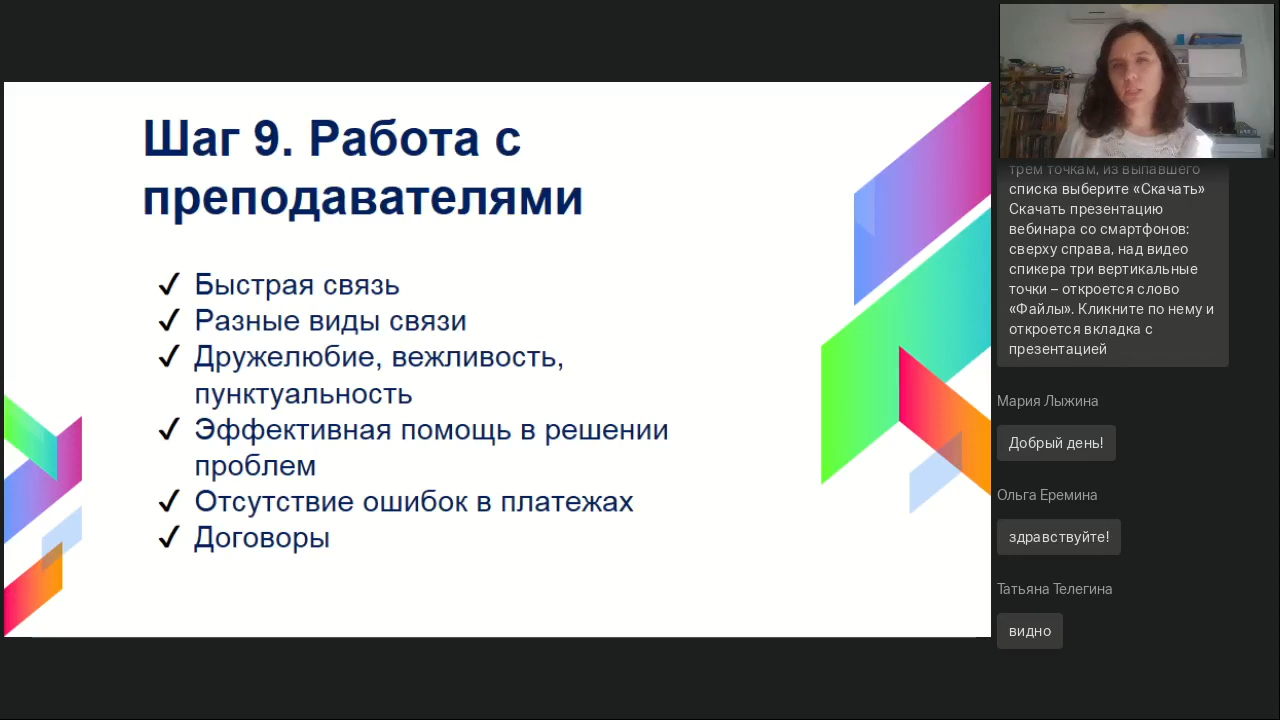 Шаг 9. Работа с
преподавателями
✓ Быстрая связь
✓ Разные виды связи
✓ Дружелюбие, вежливость,
пунктуальность
✓ Эффективная помощь в решении
проблем
✓ Отсутствие ошибок в платежах
✓ Договоры
трем точкам, из выпавшего
списка выберите «Скачать»
Скачать презентацию
вебинара со смартфонов:
сверху справа, над видео
спикера три вертикальные
точки – откроется слово
«Файлы». Кликните по нему и
откроется вкладка с
презентацией
Мария Лыжина
Добрый день!
Ольга Еремина
здравствуйте!
Татьяна Телегина
видно